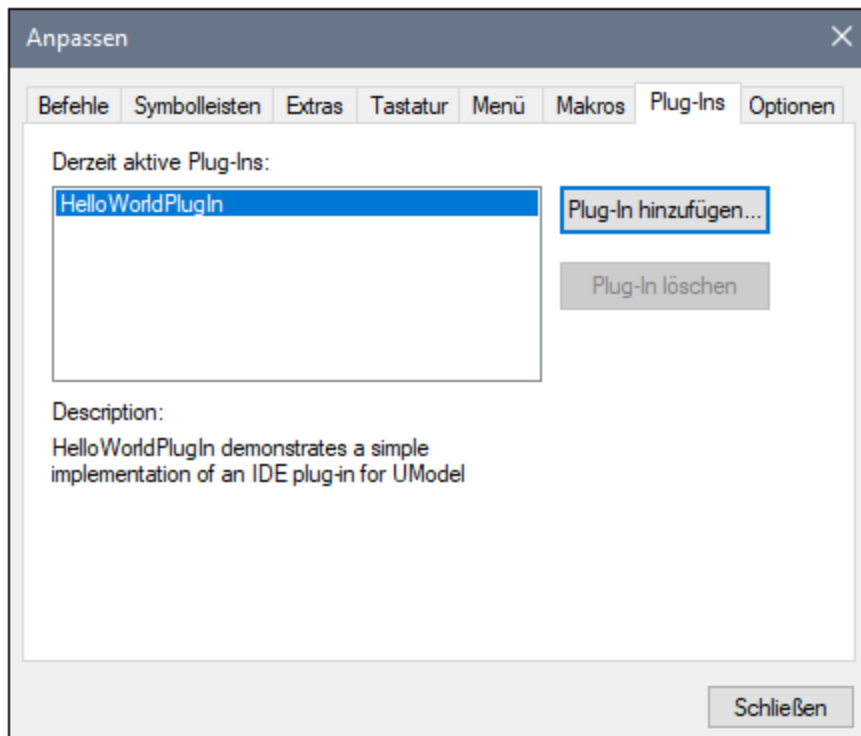 Anpassen
Befehle Symbolleisten Extras Tastatur Menü Makros Plug-Ins Optionen
Derzeit aktive Plug-Ins:
HelloWorldPlugIn
Plug-In hinzufügen...
Plug-In löschen
Description:
HelloWorldPlugIn demonstrates a simple
implementation of an IDE plug-in for UModel
Schließen